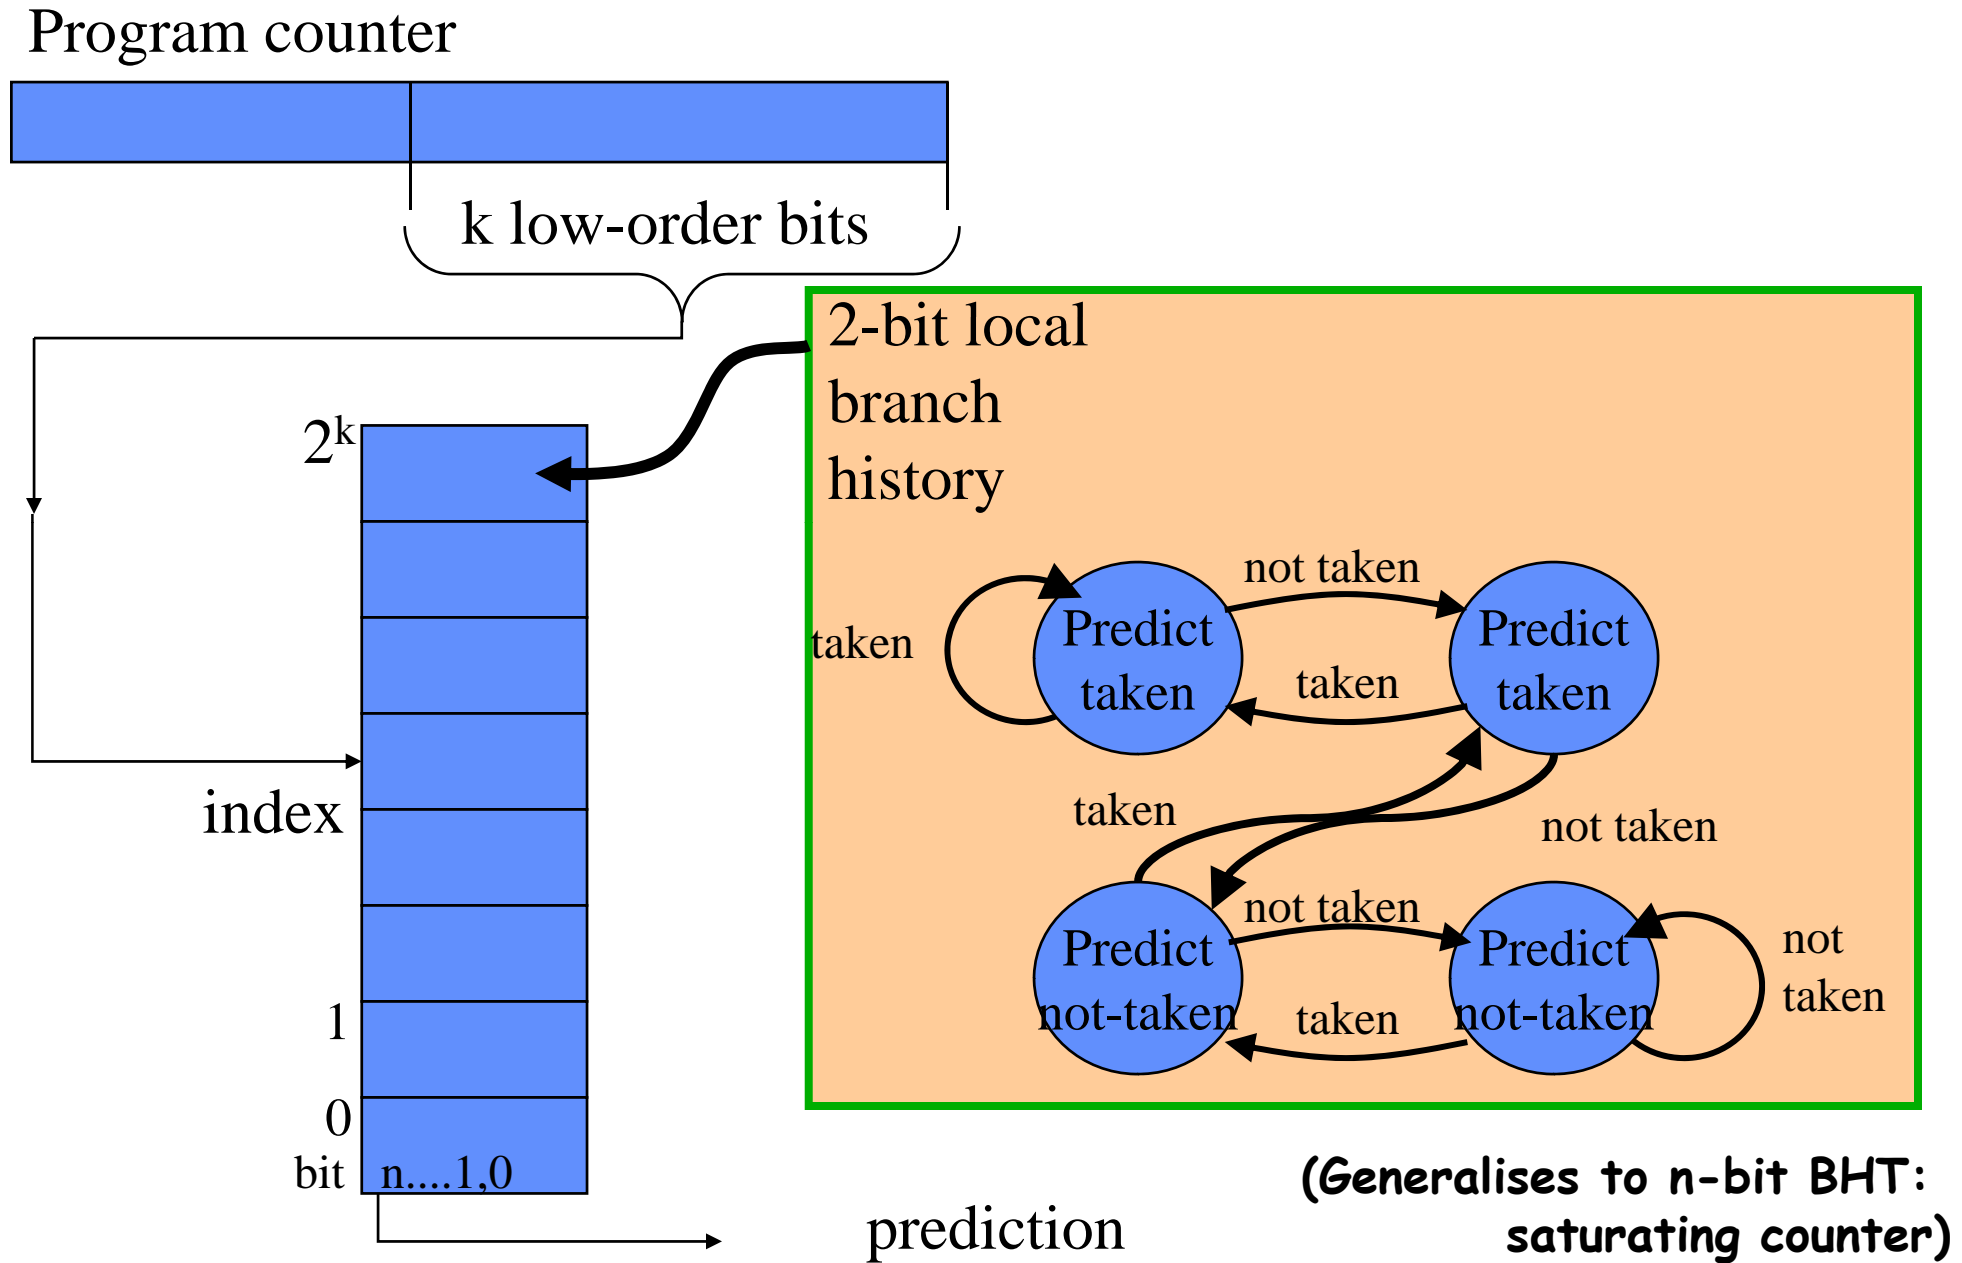 Program counter
k low-order bits
2-bit local
branch
history
2k
index
1
0
bit n....1,0
prediction
not taken
taken
Predict
taken
Predict
taken
taken
taken
not taken
not taken
Predict
not-taken
Predict
not-taken
taken
not
taken
(Generalises to n-bit BHT:
saturating counter)